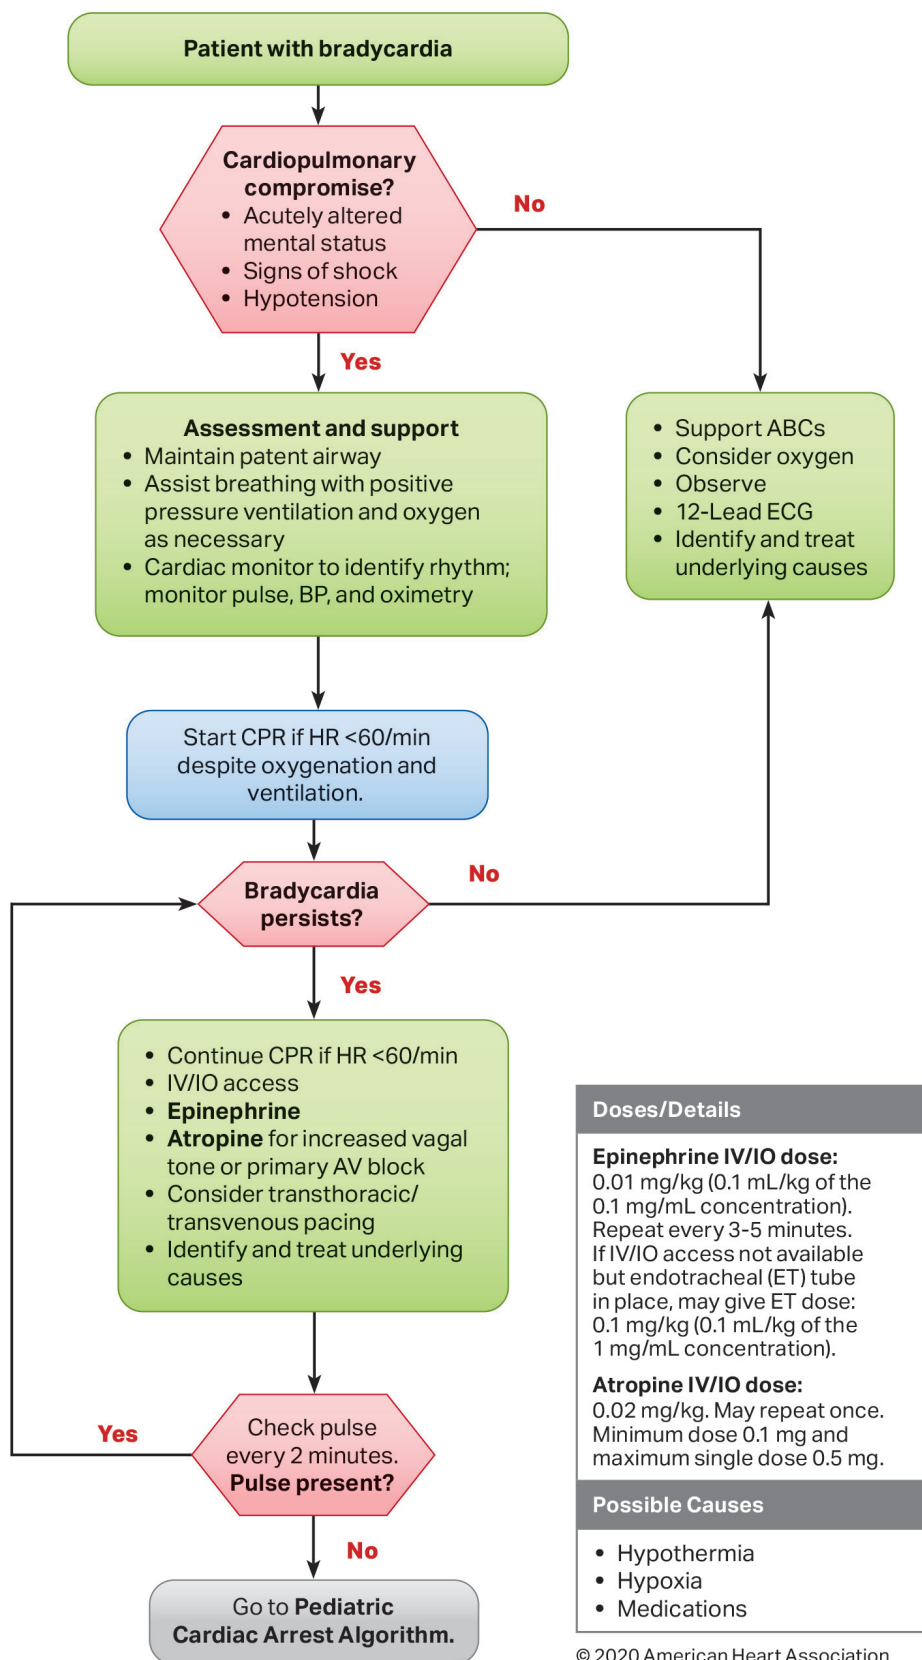 Patient with bradycardia
Cardiopulmonary
compromise?
• Acutely altered
mental status
• Signs of shock
• Hypotension
No
Yes
Assessment and support
• Maintain patent airway
• Assist breathing with positive
pressure ventilation and oxygen
as necessary
• Cardiac monitor to identify rhythm;
monitor pulse, BP, and oximetry
• Support ABCs
• Consider oxygen
• Observe
• 12-Lead ECG
• Identify and treat
underlying causes
Start CPR if HR <60/min
despite oxygenation and
ventilation.
Bradycardia
persists?
No
Yes
• Continue CPR if HR <60/min
• IV/IO access
• Epinephrine
• Atropine for increased vagal
tone or primary AV block
• Consider transthoracic/
transvenous pacing
• Identify and treat underlying
causes
Check pulse
every 2 minutes.
Pulse present?
Yes
No
Go to Pediatric
Cardiac Arrest Algorithm.
Doses/Details
Epinephrine IV/IO dose:
0.01 mg/kg (0.1 mL/kg of the
0.1 mg/mL concentration).
Repeat every 3-5 minutes.
If IV/IO access not available
but endotracheal (ET) tube
in place, may give ET dose:
0.1 mg/kg (0.1 mL/kg of the
1 mg/mL concentration).
Atropine IV/IO dose:
0.02 mg/kg. May repeat once.
Minimum dose 0.1 mg and
maximum single dose 0.5 mg.
Possible Causes
• Hypothermia
• Hypoxia
• Medications
© 2020 American Heart Association